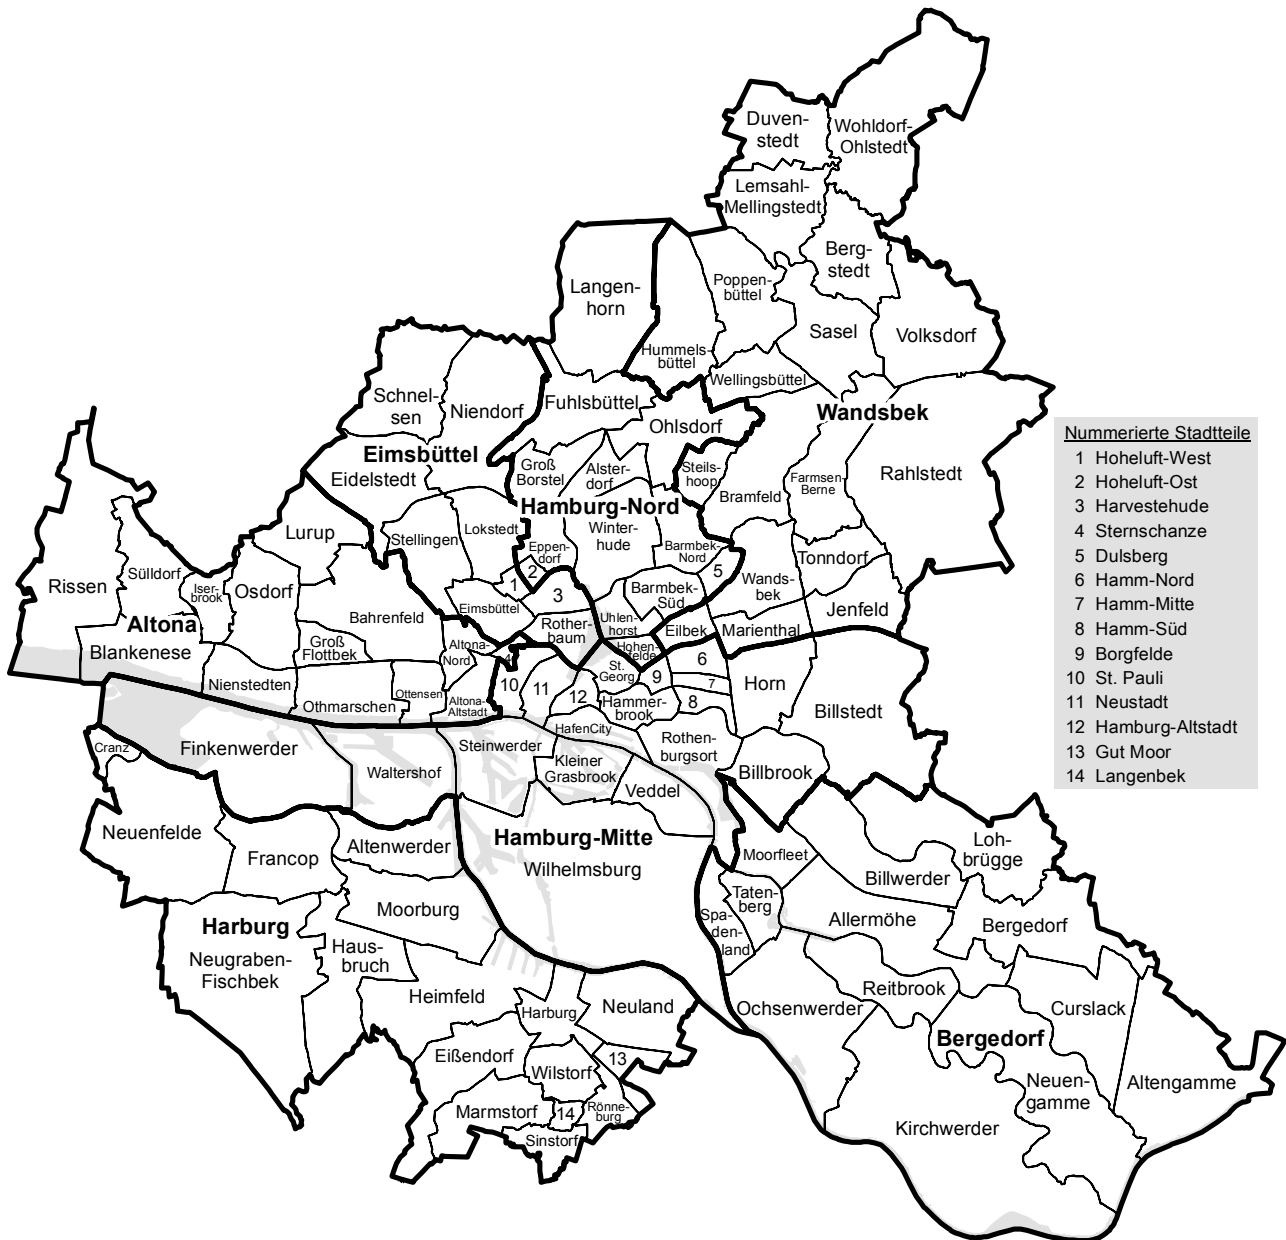 Duven-
stedt
Wohldorf-
Ohlstedt
Lemsahl-
Mellingstedt
Berg-
stedt
Langen-
horn
Poppen-
büttel
Sasel
Volksdorf
Hummels-
büttel
Wellingsbüttel
Schnel-
sen
Niendorf
Fuhlsbüttel
Ohlsdorf
Wandsbek
Eimsbüttel
Eidelstedt
Groß
Borstel
Alster-
dorf
Steils-
hoop
Bramfeld
Farmsen-
Berne
Rahlstedt
Hamburg-Nord
Lurup
Stellingen
Lokstedt
Eppen-
dorf
Winter-
hude
Barmbek-
Nord
Tonndorf
Rissen
Sülldorf
Iser-
brook
Osdorf
Bahrenfeld
Eimsbüttel
1
2
3
5
Barmbek-
Süd
Wands-
bek
Jenfeld
Altona
Blankenese
Groß
Flottbek
Altona-
Nord
4
Rother-
baum
Uhlen-
horst
Eilbek
Marienthal
Hohen-
felde
Nienstedten
Othmarschen
Ottensen
Altona-
Altstadt
10
11
12
St.
Georg
9
6
7
8
Hammer-
brook
Horn
Billstedt
Cranz
Finkenwerder
Waltershof
Steinwerder
HafenCity
Kleiner
Grasbrook
Veddel
Rothen-
burgsort
Billbrook
Neuenfelde
Francop
Altenwerder
Hamburg-Mitte
Wilhelmsburg
Moorfleet
Billwerder
Loh-
brügge
Moorburg
Taten-
berg
Spa-
den-
land
Allermöhe
Bergedorf
Harburg
Neugraben-
Fischbek
Haus-
bruch
Heimfeld
Harburg
Neuland
Ochsenwerder
Reitbrook
Curslack
Bergedorf
Eißendorf
Wilstorf
13
Neuen-
gamme
Altengamme
Marmstorf
14
Rönne-
burg
Sinstorf
Kirchwerder
Nummerierte Stadtteile
1 Hoheluft-West
2 Hoheluft-Ost
3 Harvestehude
4 Sternschanze
5 Dulsberg
6 Hamm-Nord
7 Hamm-Mitte
8 Hamm-Süd
9 Borgfelde
10 St. Pauli
11 Neustadt
12 Hamburg-Altstadt
13 Gut Moor
14 Langenbek